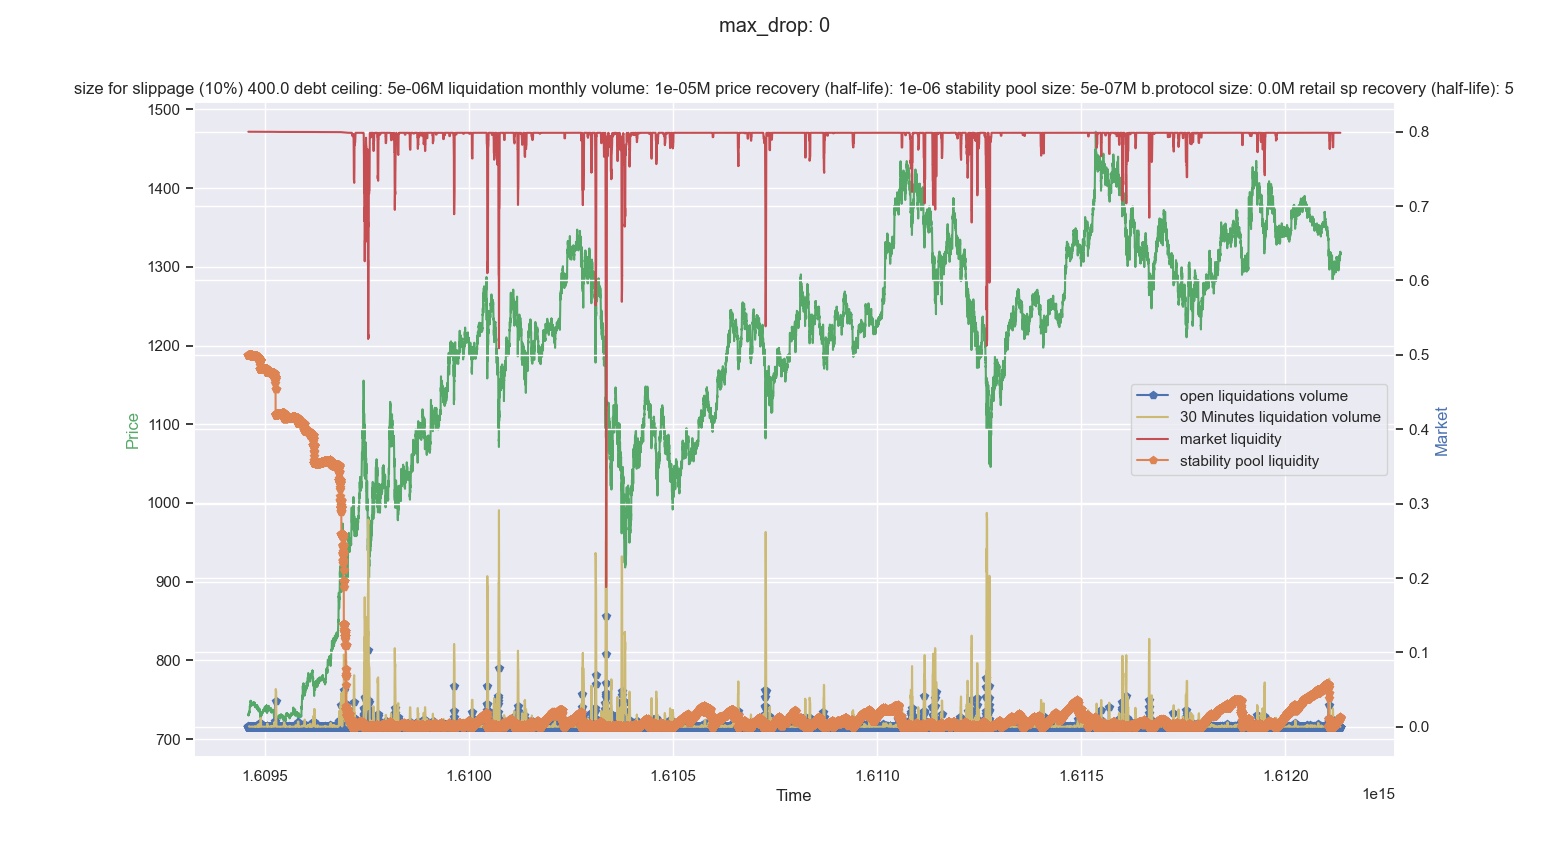 max_drop: 0
size for slippage (10%) 400.0 debt ceiling: 5e-06M liquidation monthly volume: 1e-05M price recovery (half-life): 1e-06 stability pool size: 5e-07M b.protocol size: 0.0M retail sp recovery (half-life): 5
1500
1400
1300
1200
1100
1000
900
800
700
Price
0.8
0.7
0.6
0.5
0.4
0.3
0.2
0.1
0.0
Market
open liquidations volume
30 Minutes liquidation volume
market liquidity
stability pool liquidity
1.6095
1.6100
1.6105
1.6110
1.6115
1.6120
Time
1e15